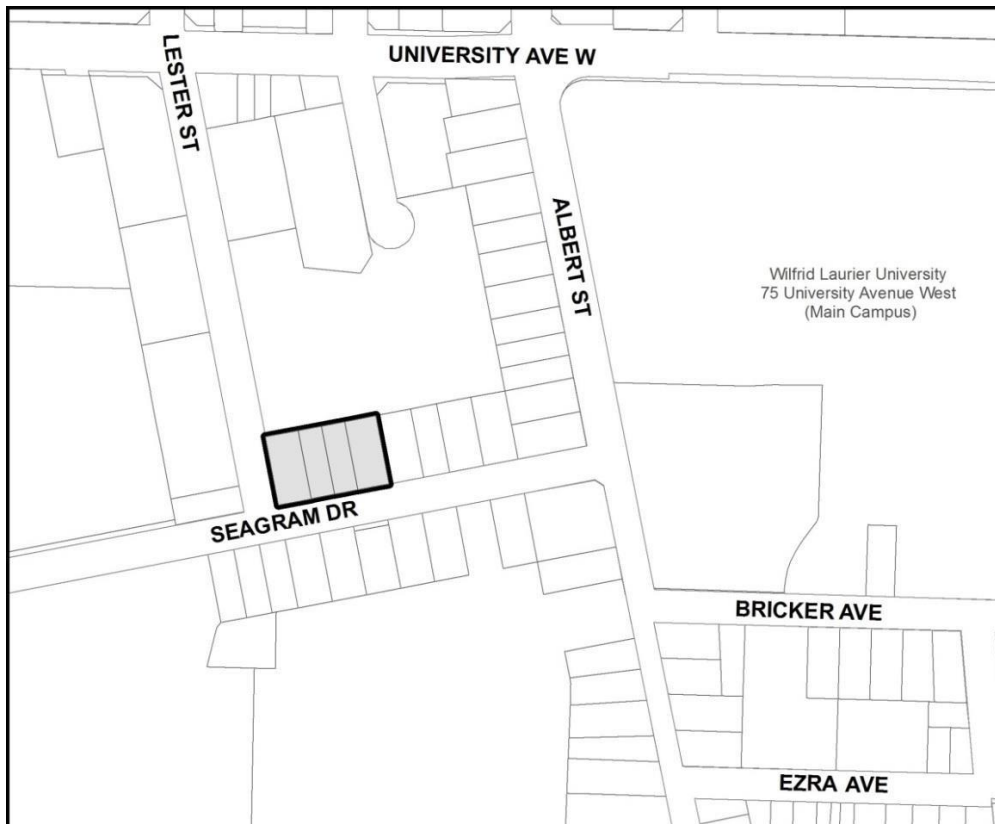 UNIVERSITY AVE W
LESTER ST
ALBERT ST
Wilfrid Laurier University
75 University Avenue West
(Main Campus)
SEAGRAM DR
BRICKER AVE
EZRA AVE